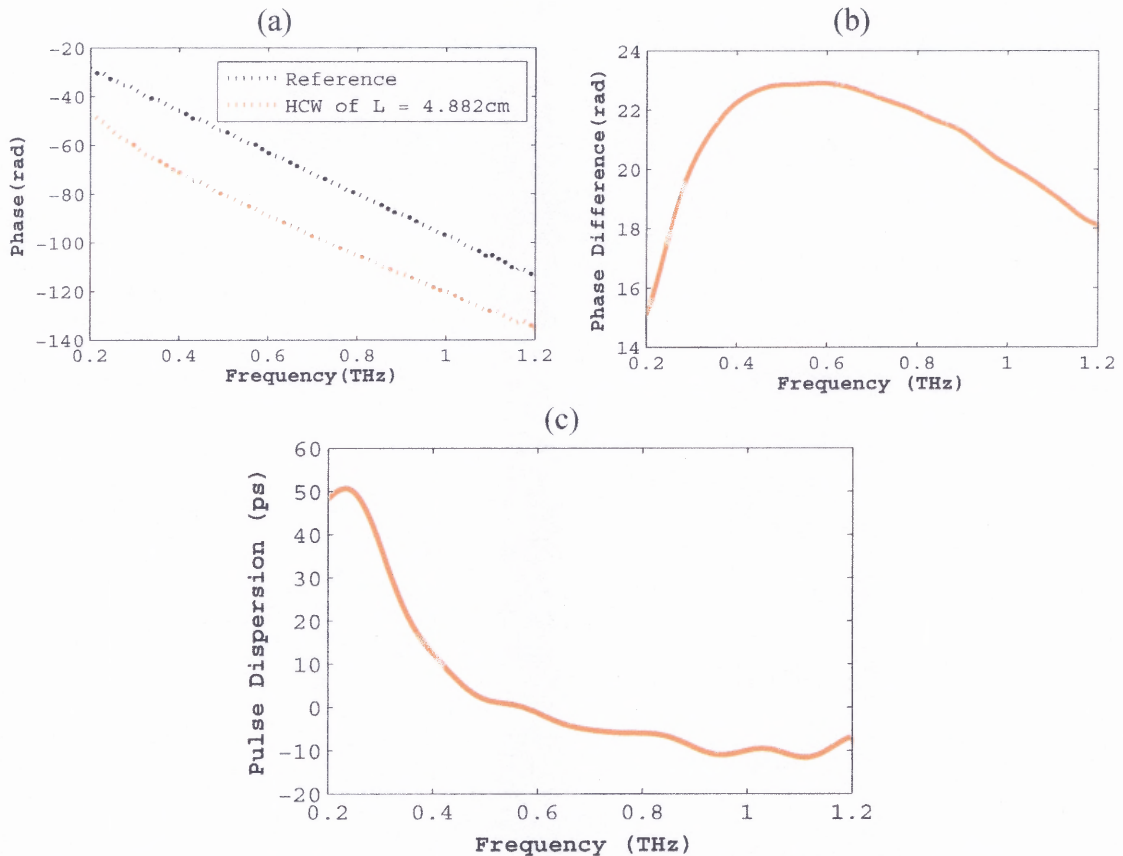 (a)
-20
-40
-60
-80
-100
-120
-140
Phase(rad)
Reference
HCW of L = 4.882cm
0.2 0.4 0.6 0.8 1 1.2
Frequency(THz)
(b)
24
22
20
18
16
14
Phase Difference(rad)
0.2 0.4 0.6 0.8 1 1.2
Frequency (THz)
(c)
60
50
40
30
20
10
0
-10
-20
Pulse Dispersion (ps)
0.2 0.4 0.6 0.8 1 1.2
Frequency (THz)